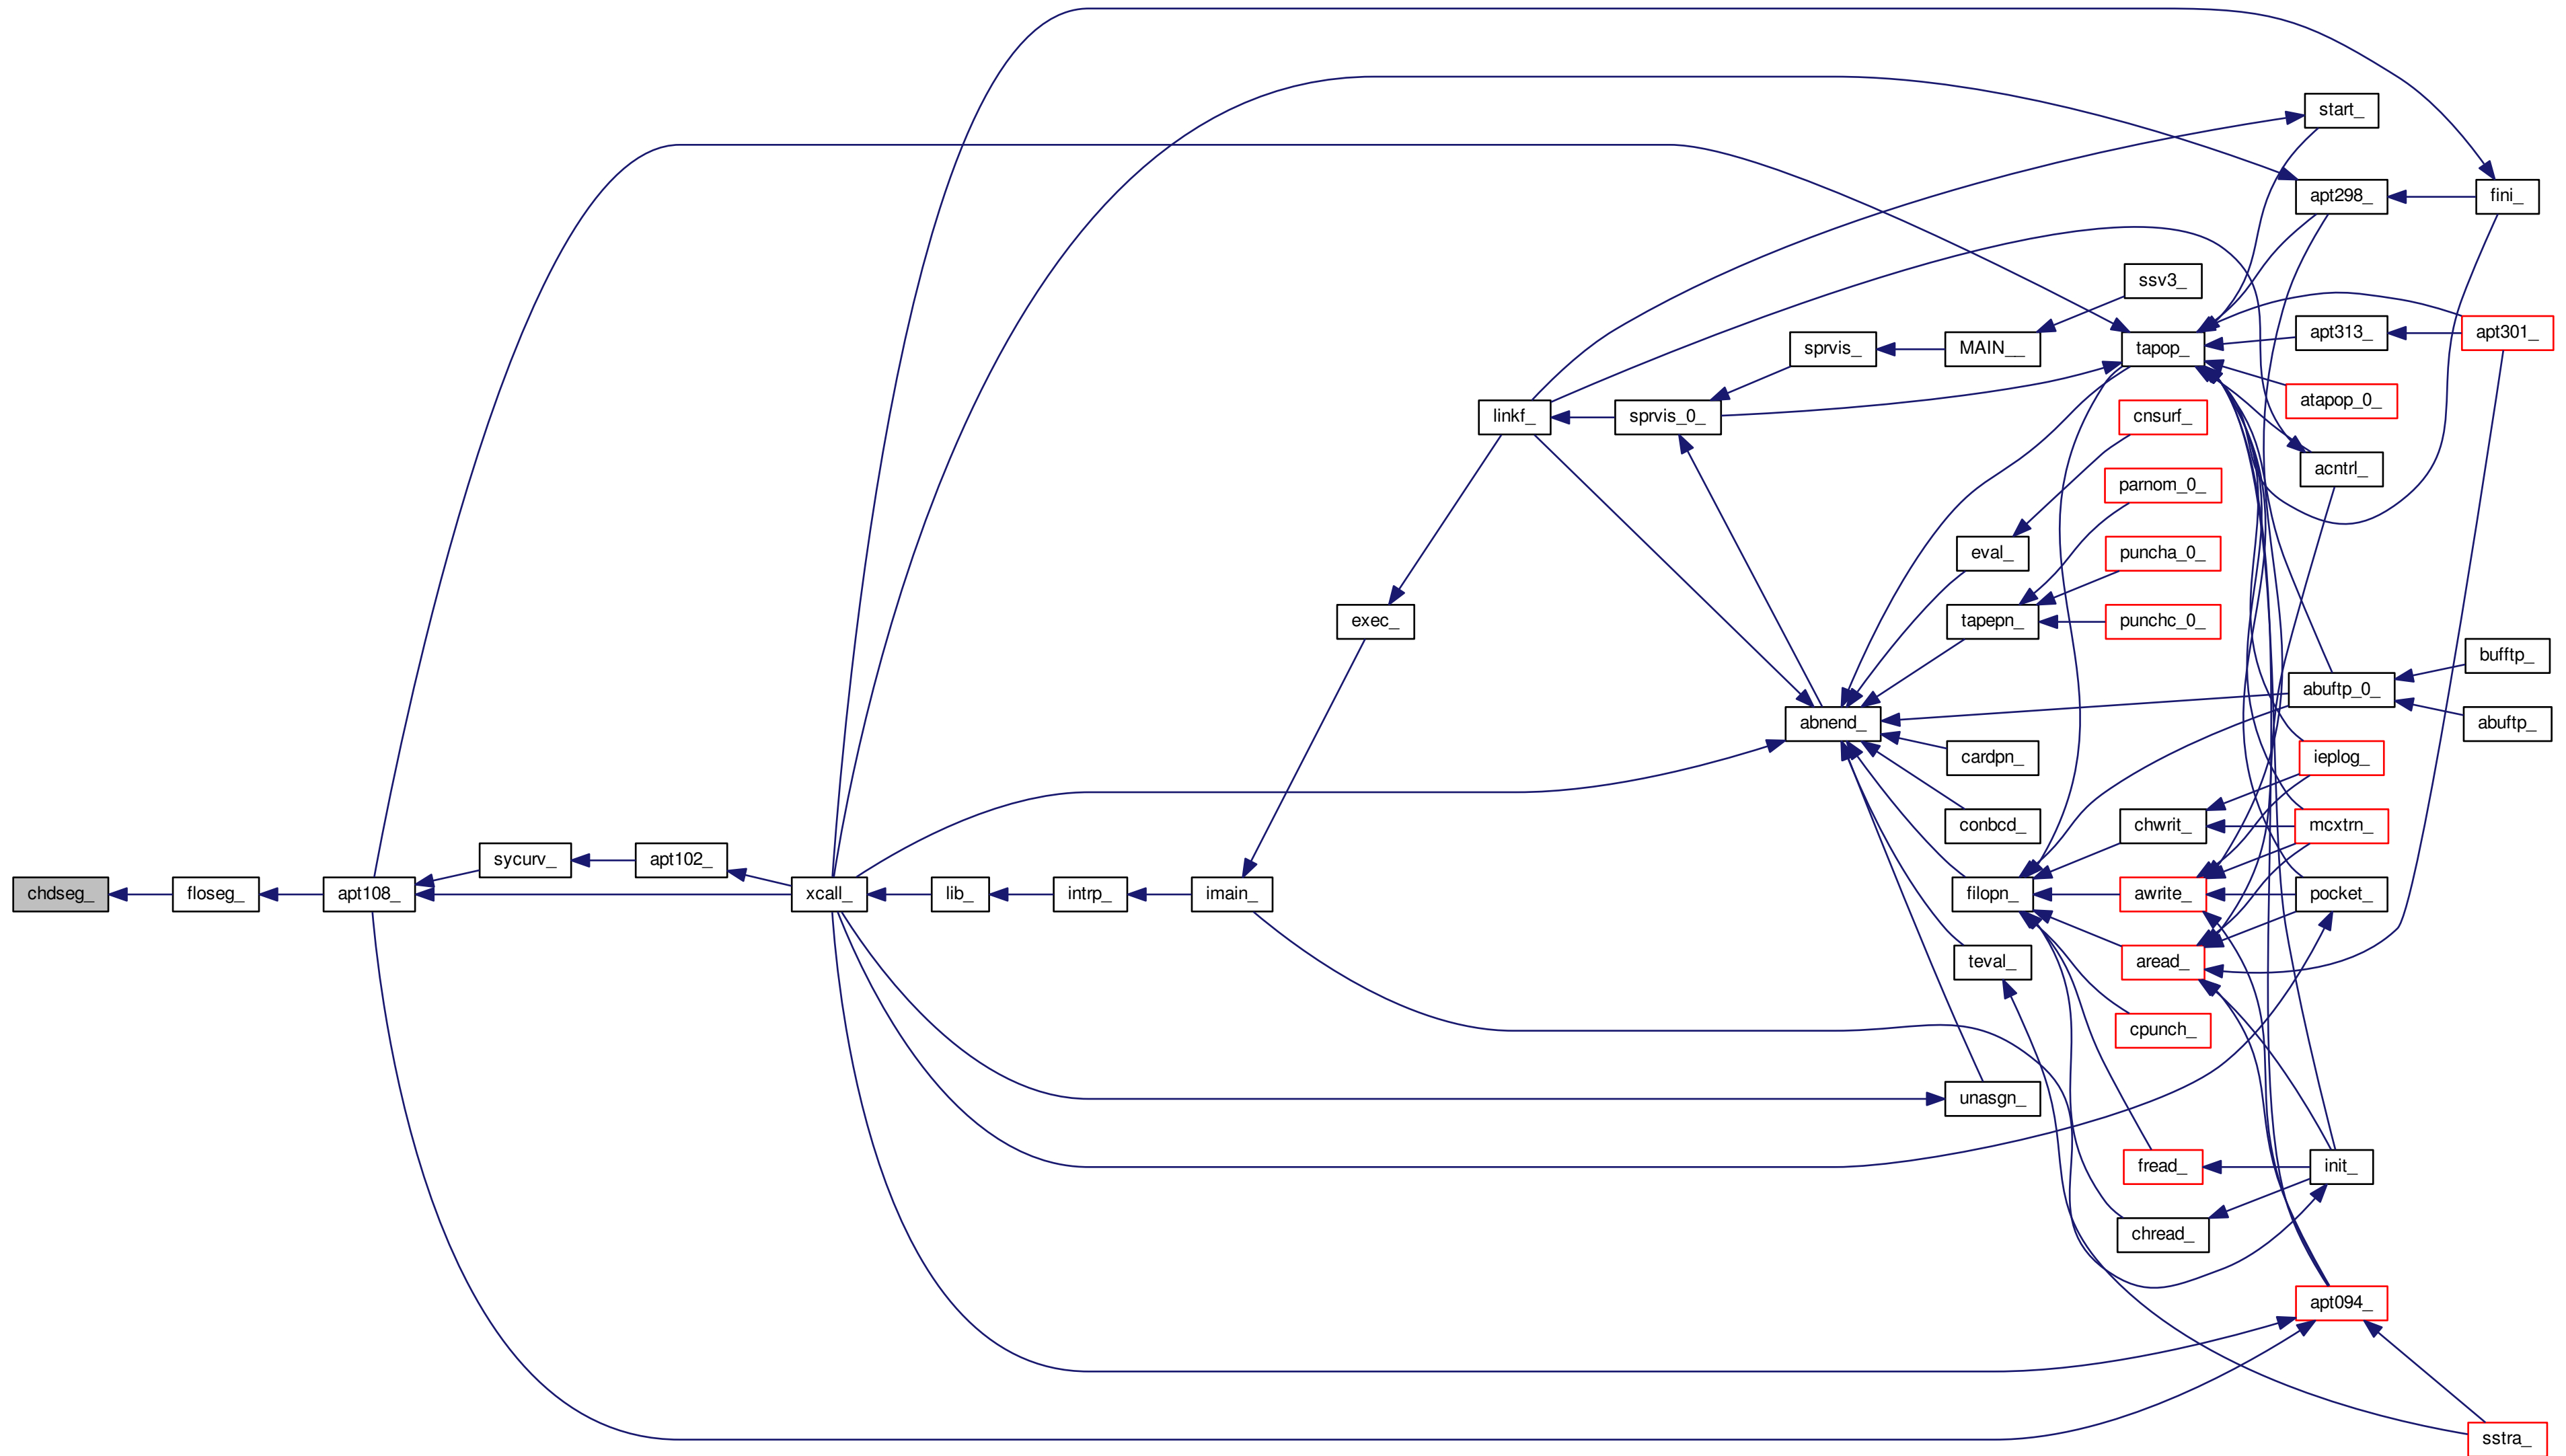 start_
apt298_
fini_
ssv3_
sprvis_
MAIN__
tapop_
apt313_
apt301_
atapop_0_
linkf_
sprvis_0_
cnsurf_
acntrl_
parnom_0_
eval_
puncha_0_
exec_
tapepn_
punchc_0_
bufftp_
abuftp_0_
abnend_
abuftp_
cardpn_
ieplog_
conbcd_
chwrit_
mcxtrn_
sycurv_
apt102_
chdseg_
floseg_
apt108_
xcall_
lib_
intrp_
imain_
filopn_
awrite_
pocket_
teval_
aread_
cpunch_
unasgn_
fread_
init_
chread_
apt094_
sstra_